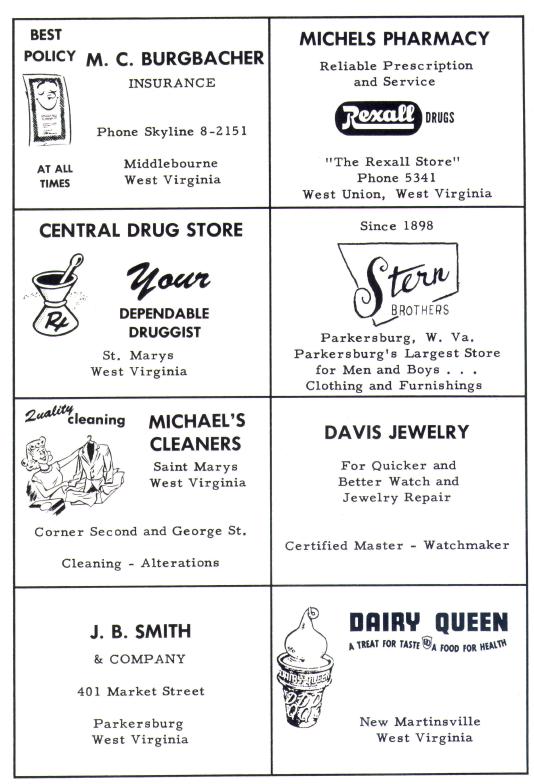 BEST
POLICY
M. C. BURGBACHER
INSURANCE
Phone Skyline 8-2151
AT ALL
TIMES
Middlebourne
West Virginia
MICHELS PHARMACY
Reliable Prescription
and Service
Rexall DRUGS
"The Rexall Store"
Phone 5341
West Union, West Virginia
CENTRAL DRUG STORE
Rx
Your
DEPENDABLE
DRUGGIST
St. Marys
West Virginia
Since 1898
Stern
BROTHERS
Parkersburg, W. Va.
Parkersburg's Largest Store
for Men and Boys . . .
Clothing and Furnishings
Quality cleaning
MICHAEL'S
CLEANERS
Saint Marys
West Virginia
Corner Second and George St.
Cleaning - Alterations
DAVIS JEWELRY
For Quicker and
Better Watch and
Jewelry Repair
Certified Master - Watchmaker
J. B. SMITH
& COMPANY
401 Market Street
Parkersburg
West Virginia
DAIRY QUEEN
A TREAT FOR TASTE A FOOD FOR HEALTH
DAIRY QUEEN
New Martinsville
West Virginia